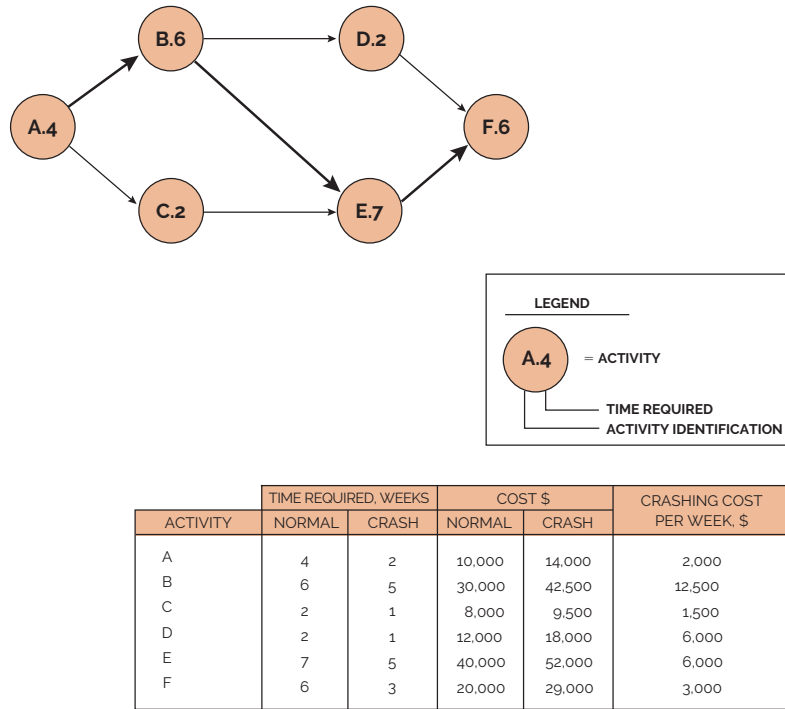 B.6
D.2
A.4
F.6
C.2
E.7
LEGEND
A.4 = ACTIVITY
TIME REQUIRED
ACTIVITY IDENTIFICATION
TIME REQUIRED, WEEKS COST $ CRASHING COST
ACTIVITY NORMAL CRASH NORMAL CRASH PER WEEK, $
A 4 2 10,000 14,000 2,000
B 6 5 30,000 42,500 12,500
C 2 1 8,000 9,500 1,500
D 2 1 12,000 18,000 6,000
E 7 5 40,000 52,000 6,000
F 6 3 20,000 29,000 3,000